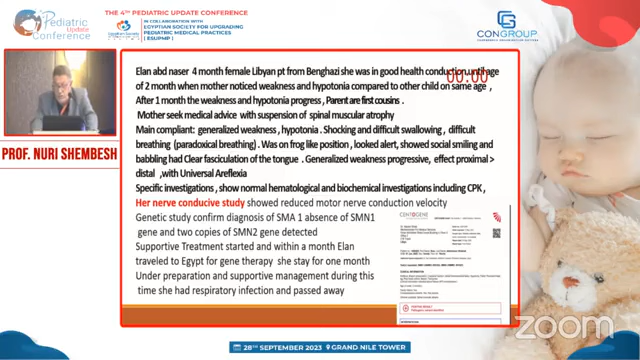 Pediatric
Update
Conference
THE 4TH PEDIATRIC UPDATE CONFERENCE
IN COLLABORATION WITH
EGYPTIAN SOCIETY FOR UPGRADING
PEDIATRIC MEDICAL PRACTICES
( ESUPMP )
CONGROUP
PROF. NURI SHEMBESH
00:00
Elan abd naser 4 month female Libyan pt from Benghazi she was in good health conduction until age
of 2 month when mother noticed weakness and hypotonia compared to other child on same age ,
After 1 month the weakness and hypotonia progress , Parent are first cousins .
Mother seek medical advice with suspension of spinal muscular atrophy
Main compliant: generalized weakness , hypotonia . Shocking and difficult swallowing, difficult
breathing (paradoxical breathing) . Was on frog like position , looked alert, showed social smiling and
babbling had Clear fasciculation of the tongue . Generalized weakness progressive, effect proximal >
distal ,with Universal Areflexia
Specific investigations , show normal hematological and biochemical investigations including CPK ,
Her nerve conducive study showed reduced motor nerve conduction velocity
Genetic study confirm diagnosis of SMA 1 absence of SMN1
gene and two copies of SMN2 gene detected
Supportive Treatment started and within a month Elan
traveled to Egypt for gene therapy she stay for one month
Under preparation and supportive management during this
time she had respiratory infection and passed away
CENTOGENE
zoom
28TH SEPTEMBER 2023 GRAND NILE TOWER